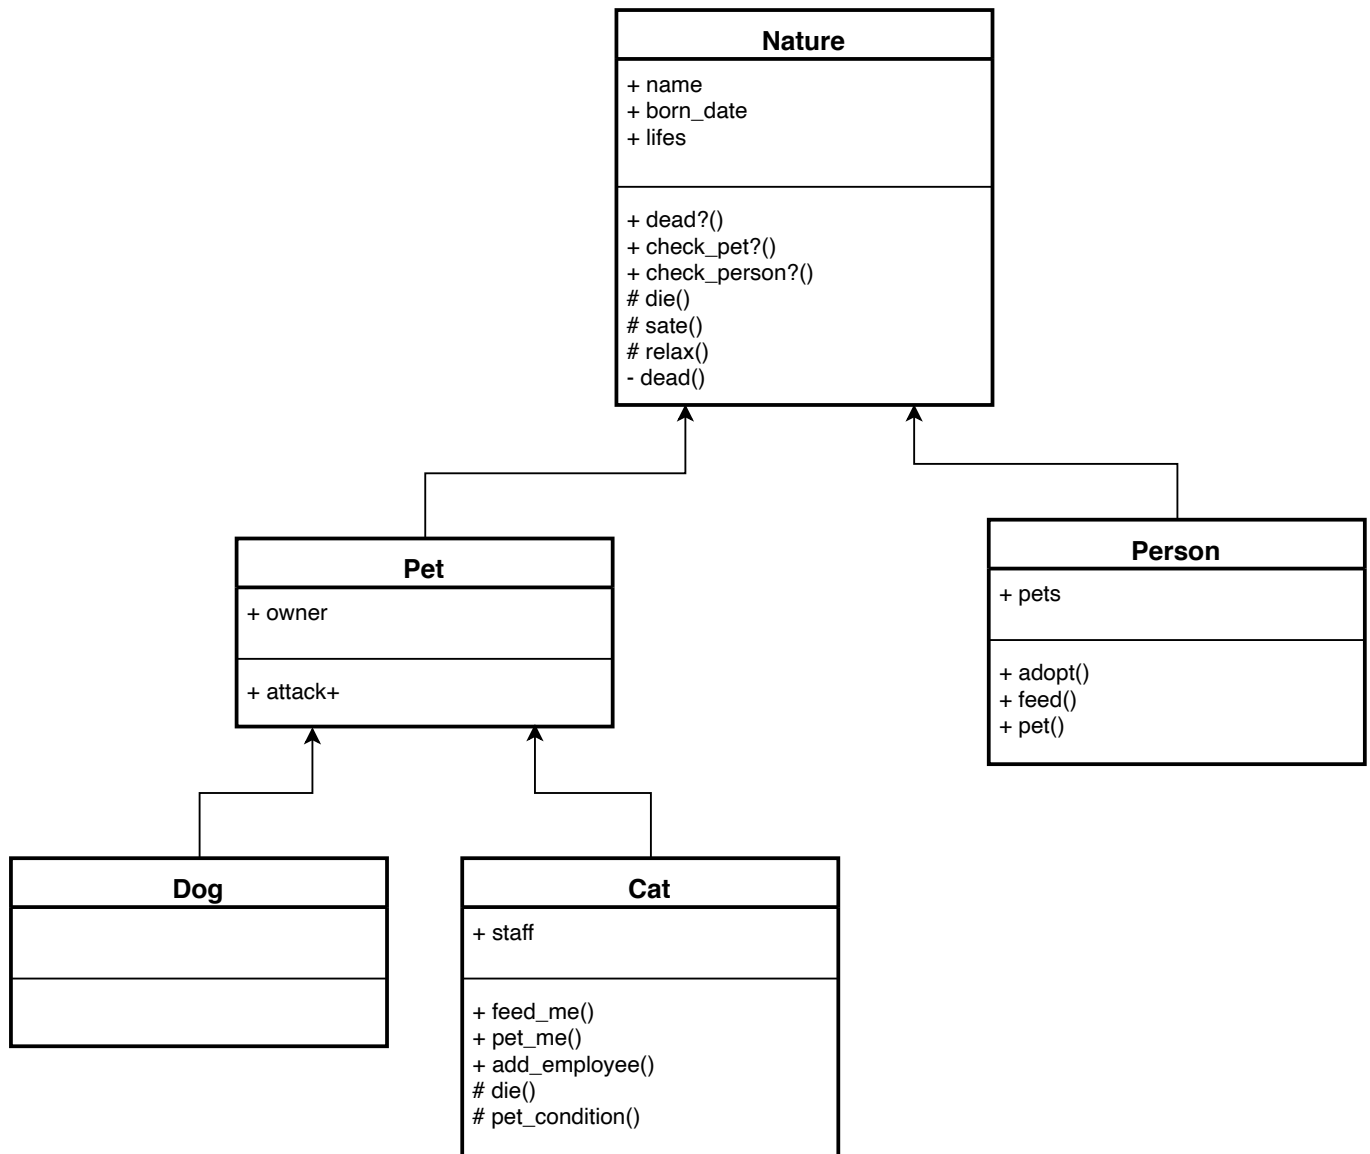 Nature
+ name
+ born_date
+ lifes
+ dead?()
+ check_pet?()
+ check_person?()
# die()
# sate()
# relax()
- dead()
Pet
+ owner
+ attack+
Person
+ pets
+ adopt()
+ feed()
+ pet()
Dog
Cat
+ staff
+ feed_me()
+ pet_me()
+ add_employee()
# die()
# pet_condition()